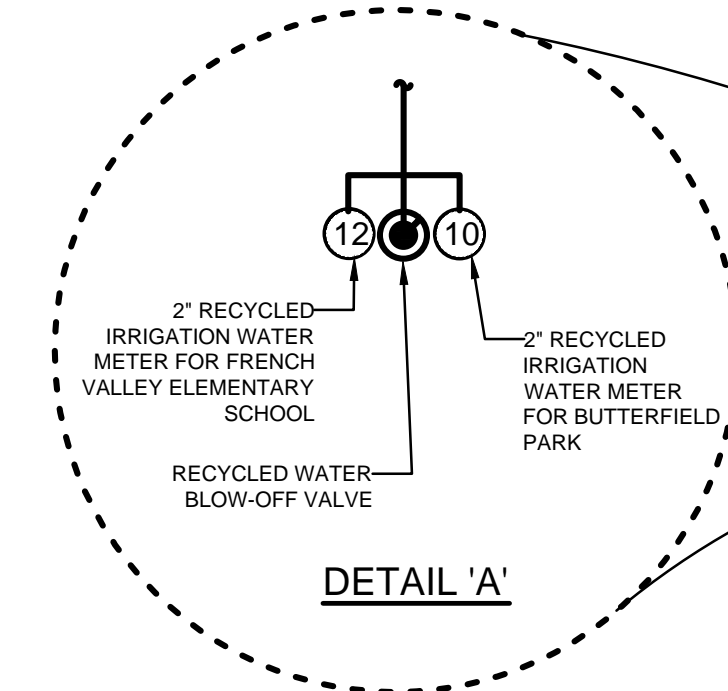 12
10
2" RECYCLED
IRRIGATION WATER
METER FOR FRENCH
VALLEY ELEMENTARY
SCHOOL
2" RECYCLED
IRRIGATION
WATER METER
FOR BUTTERFIELD
PARK
RECYCLED WATER
BLOW-OFF VALVE
DETAIL 'A'